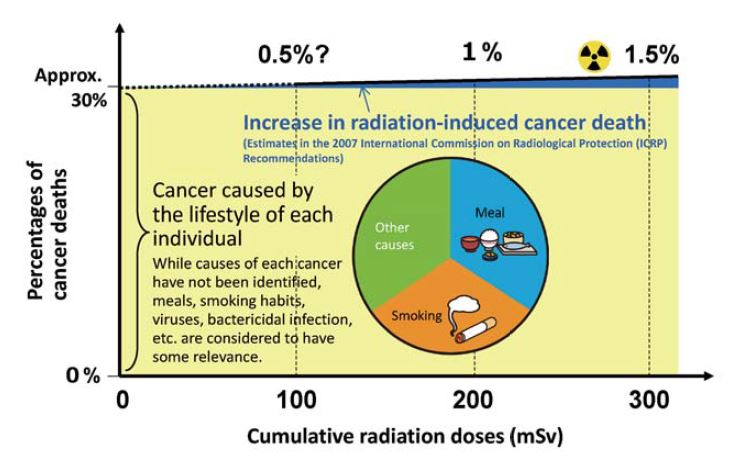 0.5%?
1 %
1.5%
Approx.
30%
Increase in radiation-induced cancer death
(Estimates in the 2007 International Commission on Radiological Protection (ICRP)
Recommendations)
Percentages of
cancer deaths
Cancer caused by
the lifestyle of each
individual
While causes of each cancer
have not been identified,
meals, smoking habits,
viruses, bactericidal infection,
etc. are considered to have
some relevance.
Other
causes
Meal
Smoking
0 %
0
100
200
300
Cumulative radiation doses (mSv)